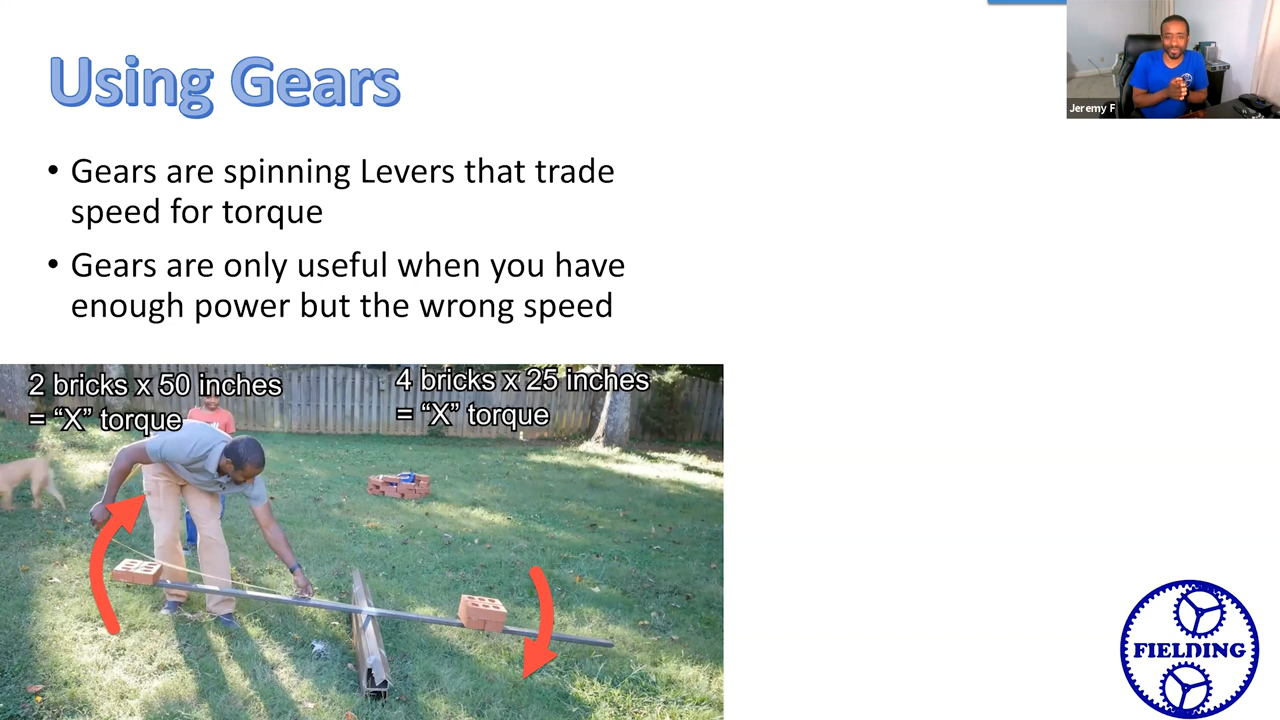 Using Gears
Jeremy F
• Gears are spinning Levers that trade
speed for torque
• Gears are only useful when you have
enough power but the wrong speed
2 bricks x 50 inches
= “X” torque
4 bricks x 25 inches
= “X” torque
FIELDING